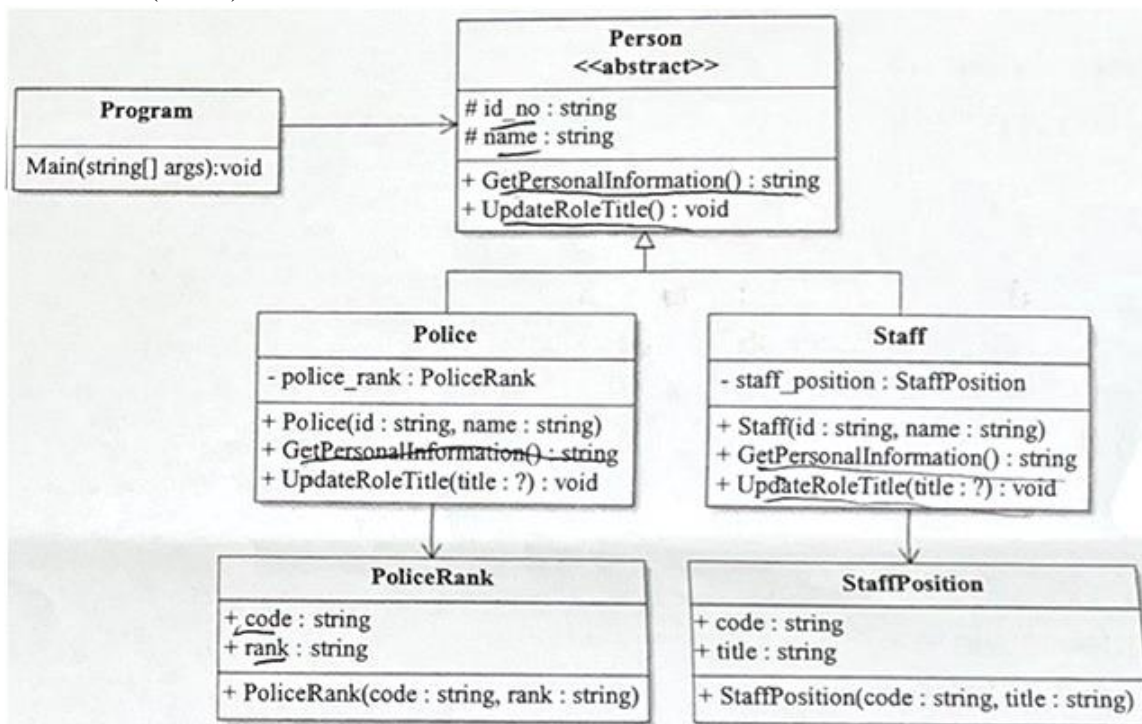 Person
<<abstract>>
# id_no : string
# name : string
+ GetPersonalInformation() : string
+ UpdateRoleTitle() : void
Program
Main(string[] args):void
Police
- police_rank : PoliceRank
+ Police(id : string, name : string)
+ GetPersonalInformation() : string
+ UpdateRoleTitle(title : ?) : void
Staff
- staff_position : StaffPosition
+ Staff(id : string, name : string)
+ GetPersonalInformation() : string
+ UpdateRoleTitle(title : ?) : void
PoliceRank
+ code : string
+ rank : string
+ PoliceRank(code : string, rank : string)
StaffPosition
+ code : string
+ title : string
+ StaffPosition(code : string, title : string)